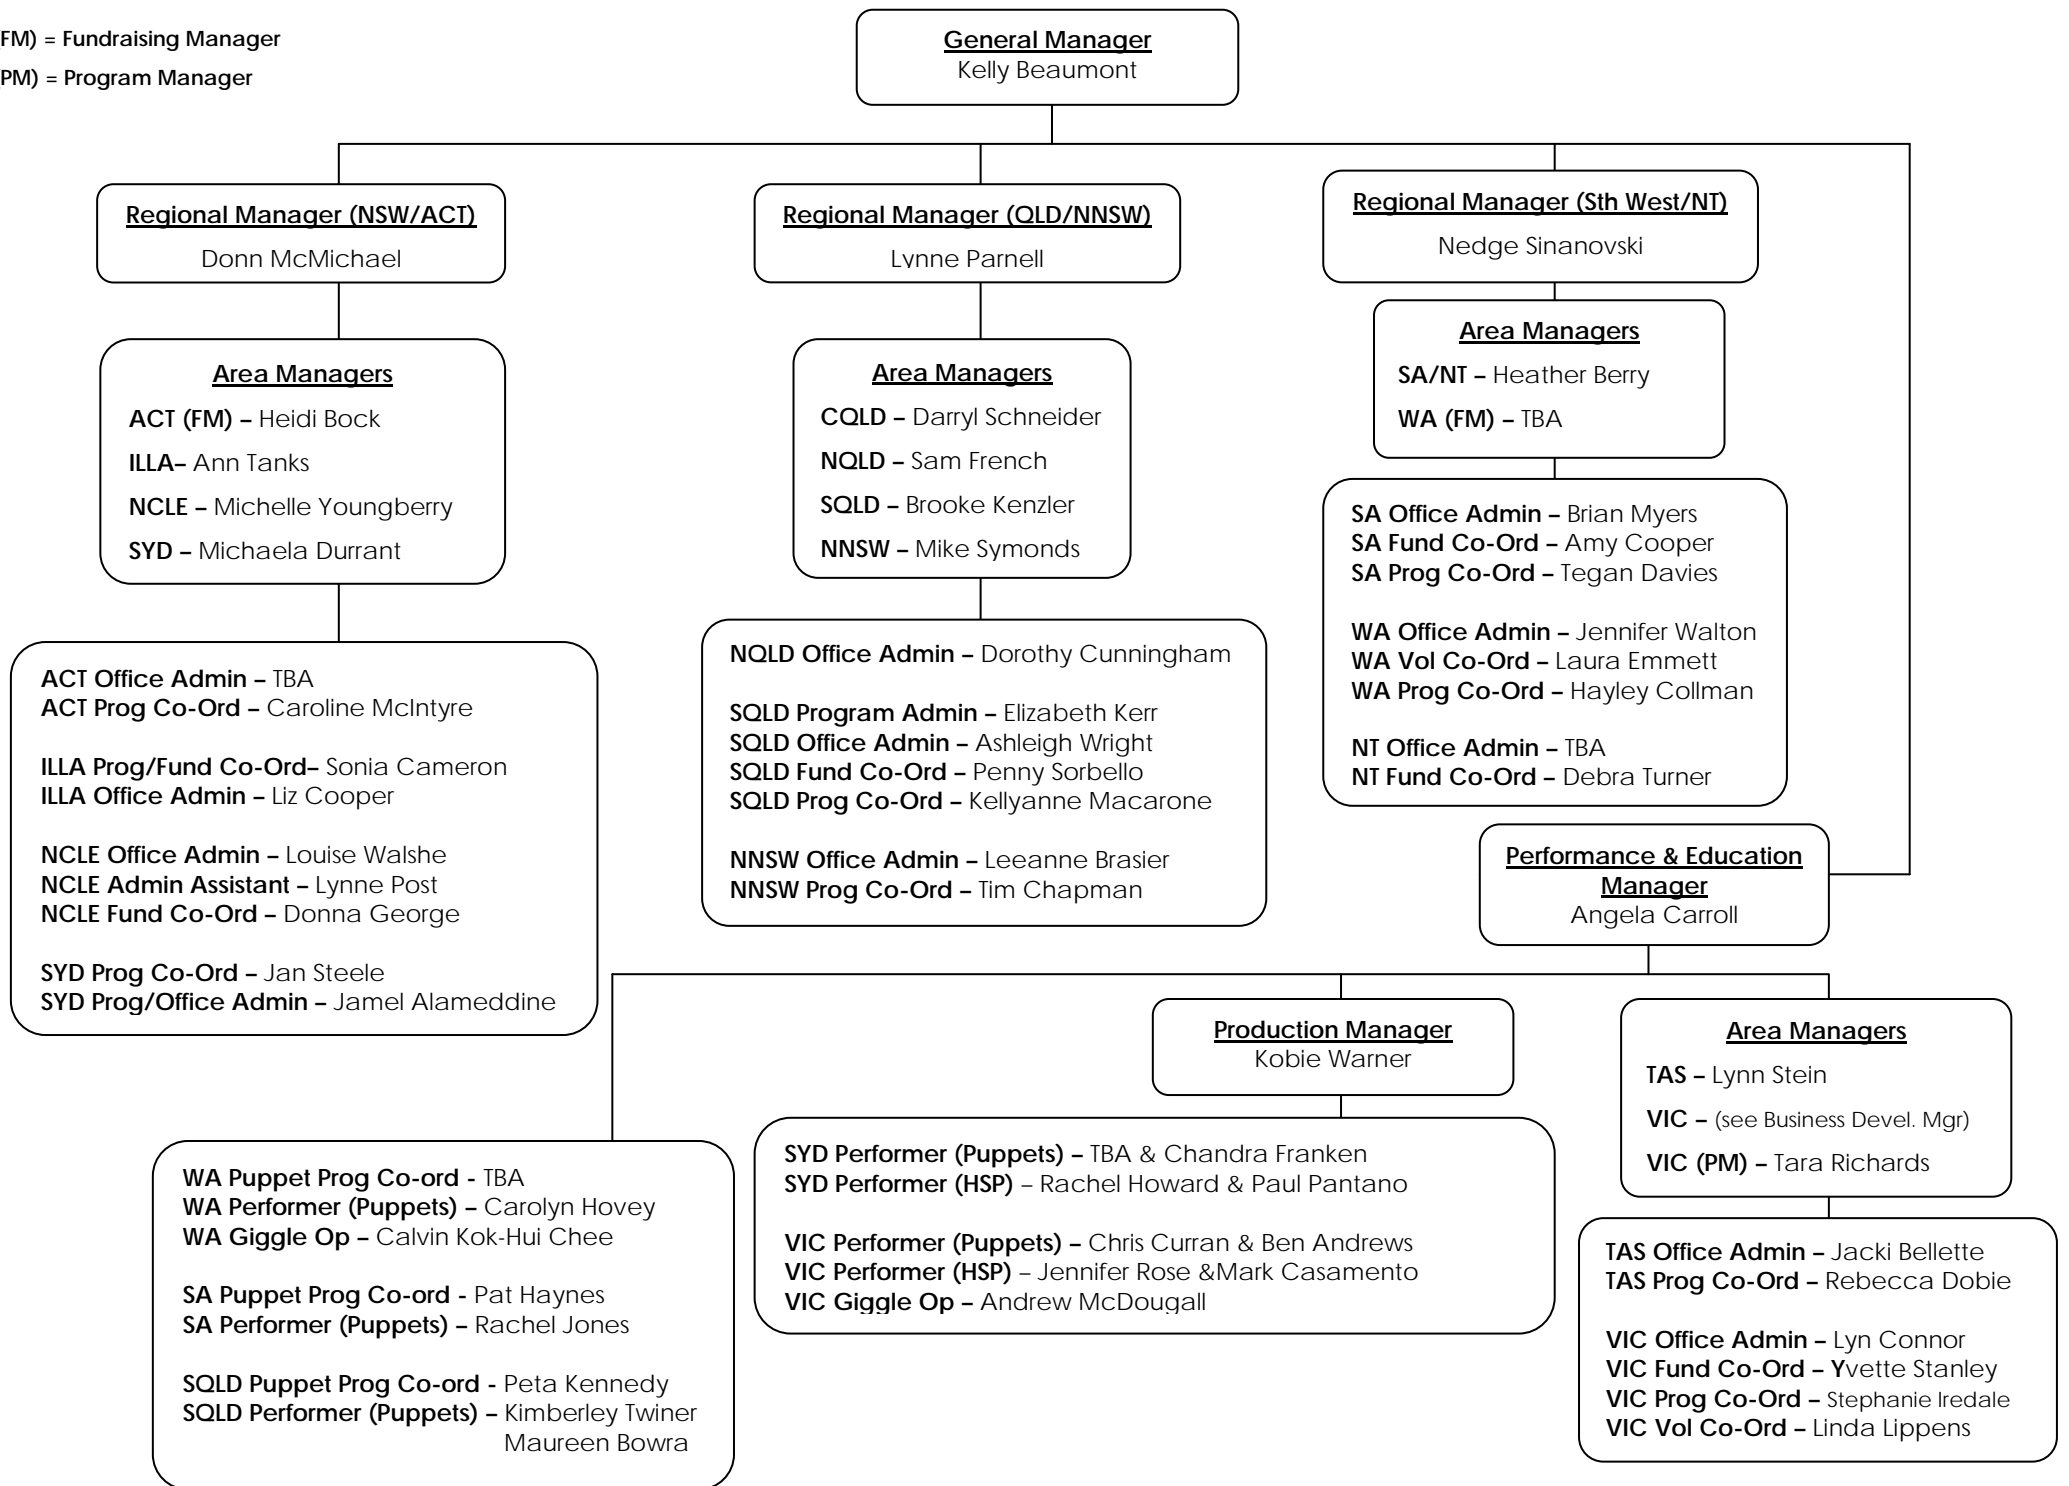 FM) = Fundraising Manager
PM) = Program Manager
General Manager
Kelly Beaumont
Regional Manager (NSW/ACT)
Donn McMichael
Regional Manager (QLD/NNSW)
Lynne Parnell
Regional Manager (Sth West/NT)
Nedge Sinanovski
Area Managers
ACT (FM) – Heidi Bock
ILLA– Ann Tanks
NCLE – Michelle Youngberry
SYD – Michaela Durrant
Area Managers
CQLD – Darryl Schneider
NQLD – Sam French
SQLD – Brooke Kenzler
NNSW – Mike Symonds
Area Managers
SA/NT – Heather Berry
WA (FM) – TBA
ACT Office Admin – TBA
ACT Prog Co-Ord – Caroline McIntyre
ILLA Prog/Fund Co-Ord– Sonia Cameron
ILLA Office Admin – Liz Cooper
NCLE Office Admin – Louise Walshe
NCLE Admin Assistant – Lynne Post
NCLE Fund Co-Ord – Donna George
SYD Prog Co-Ord – Jan Steele
SYD Prog/Office Admin – Jamel Alameddine
NQLD Office Admin – Dorothy Cunningham
SQLD Program Admin – Elizabeth Kerr
SQLD Office Admin – Ashleigh Wright
SQLD Fund Co-Ord – Penny Sorbello
SQLD Prog Co-Ord – Kellyanne Macarone
NNSW Office Admin – Leeanne Brasier
NNSW Prog Co-Ord – Tim Chapman
SA Office Admin – Brian Myers
SA Fund Co-Ord – Amy Cooper
SA Prog Co-Ord – Tegan Davies
WA Office Admin – Jennifer Walton
WA Vol Co-Ord – Laura Emmett
WA Prog Co-Ord – Hayley Collman
NT Office Admin – TBA
NT Fund Co-Ord – Debra Turner
Performance & Education
Manager
Angela Carroll
Production Manager
Kobie Warner
Area Managers
TAS – Lynn Stein
VIC – (see Business Devel. Mgr)
VIC (PM) – Tara Richards
WA Puppet Prog Co-ord - TBA
WA Performer (Puppets) – Carolyn Hovey
WA Giggle Op – Calvin Kok-Hui Chee
SA Puppet Prog Co-ord - Pat Haynes
SA Performer (Puppets) – Rachel Jones
SQLD Puppet Prog Co-ord - Peta Kennedy
SQLD Performer (Puppets) – Kimberley Twiner
Maureen Bowra
SYD Performer (Puppets) – TBA & Chandra Franken
SYD Performer (HSP) – Rachel Howard & Paul Pantano
VIC Performer (Puppets) – Chris Curran & Ben Andrews
VIC Performer (HSP) – Jennifer Rose &Mark Casamento
VIC Giggle Op – Andrew McDougall
TAS Office Admin – Jacki Bellette
TAS Prog Co-Ord – Rebecca Dobie
VIC Office Admin – Lyn Connor
VIC Fund Co-Ord – Yvette Stanley
VIC Prog Co-Ord – Stephanie Iredale
VIC Vol Co-Ord – Linda Lippens